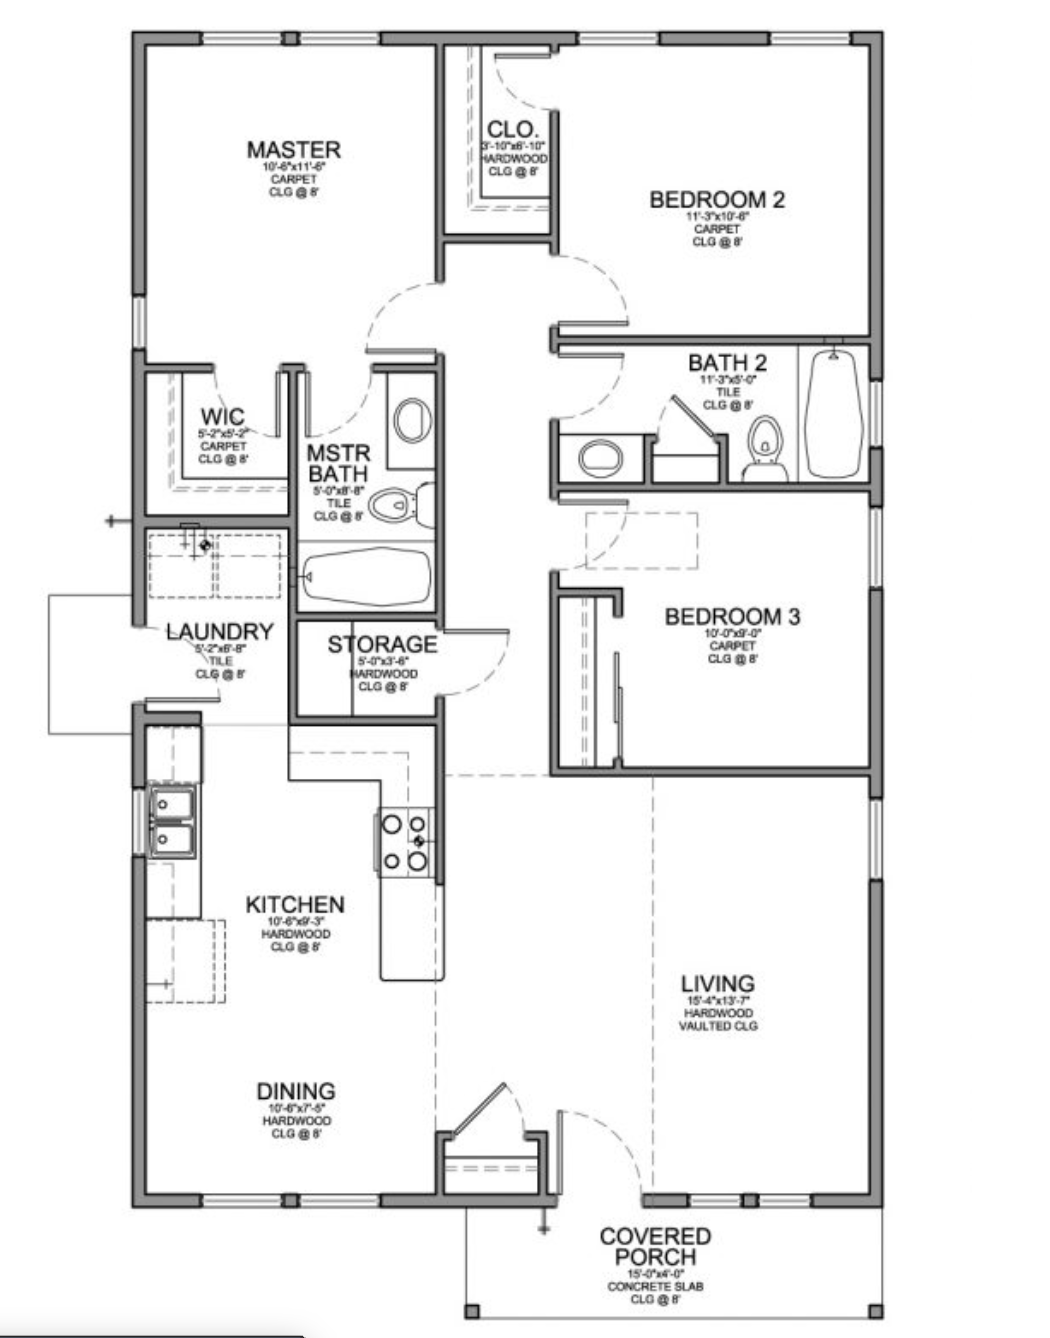 MASTER
10'-6"x11'-6"
CARPET
CLG @ 8'
CLO.
3'-10"x6'-10"
HARDWOOD
CLG @ 8'
BEDROOM 2
11'-3"x10'-6"
CARPET
CLG @ 8'
BATH 2
11'-3"x5'-0"
TILE
CLG @ 8'
WIC
5'-2"x5'-2"
CARPET
CLG @ 8'
MSTR
BATH
5'-0"x8'-8"
TILE
CLG @ 8'
LAUNDRY
5'-2"x6'-8"
TILE
CLG @ 8'
STORAGE
5'-0"x3'-6"
HARDWOOD
CLG @ 8'
BEDROOM 3
10'-0"x9'-0"
CARPET
CLG @ 8'
KITCHEN
10'-6"x9'-3"
HARDWOOD
CLG @ 8'
LIVING
15'-4"x13'-7"
HARDWOOD
VAULTED CLG
DINING
10'-6"x7'-5"
HARDWOOD
CLG @ 8'
COVERED
PORCH
15'-0"x4'-0"
CONCRETE SLAB
CLG @ 8'